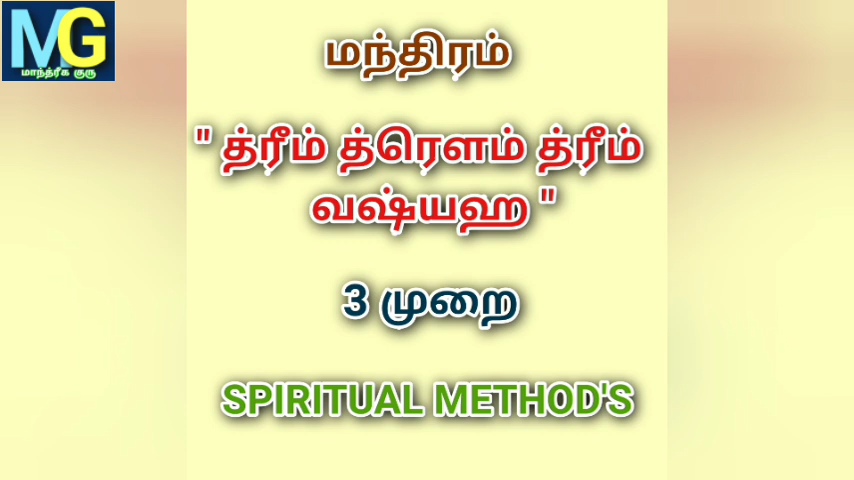 MG
மாந்த்ரீக குரு
மந்திரம்
" த்ரீம் த்ரௌம் த்ரீம்
வஷ்யஹ "
3 முறை
SPIRITUAL METHOD'S